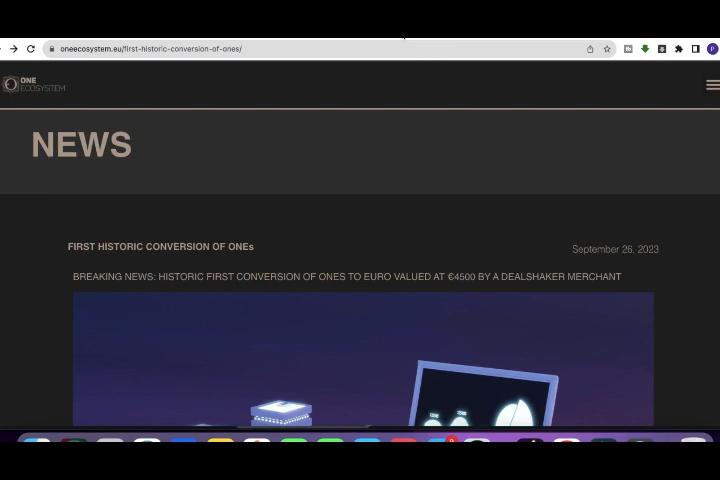 oneecosystem.eu/first-historic-conversion-of-ones/
P
ONE
ECOSYSTEM
NEWS
FIRST HISTORIC CONVERSION OF ONEs
September 26, 2023
BREAKING NEWS: HISTORIC FIRST CONVERSION OF ONES TO EURO VALUED AT €4500 BY A DEALSHAKER MERCHANT